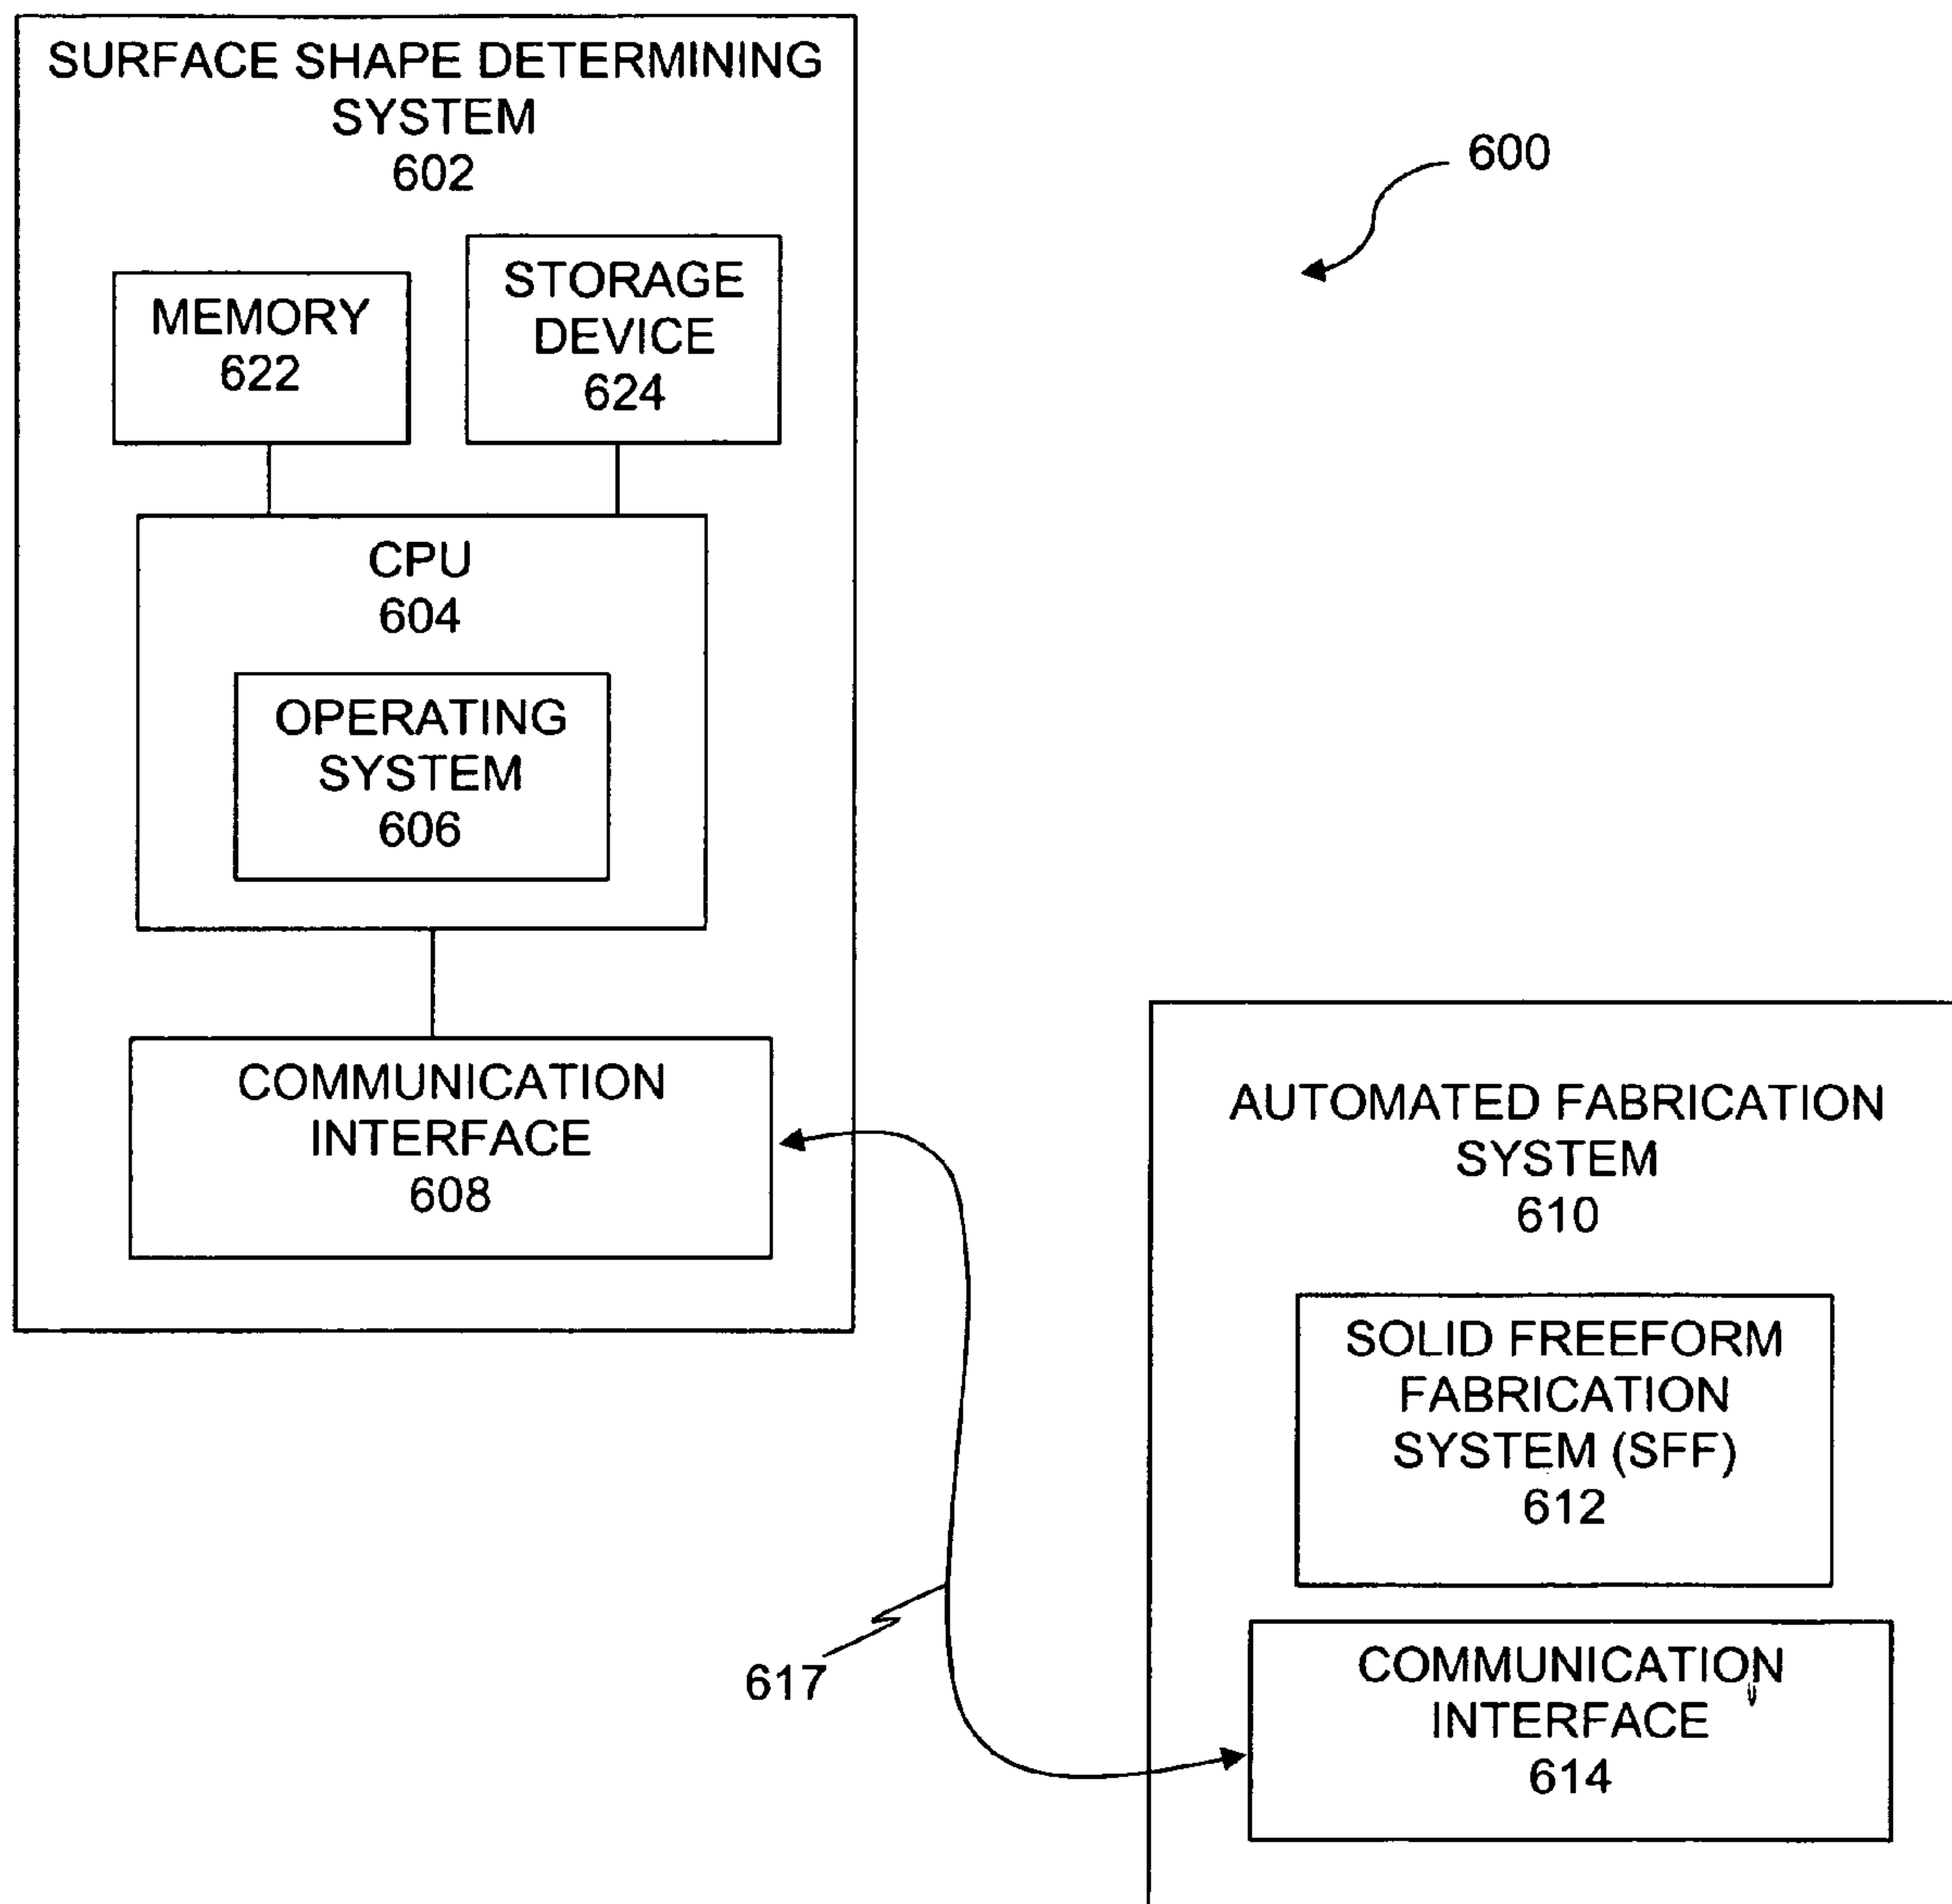 SURFACE SHAPE DETERMINING
SYSTEM
602
MEMORY
622
STORAGE
DEVICE
624
CPU
604
OPERATING
SYSTEM
606
COMMUNICATION
INTERFACE
608
600
617
AUTOMATED FABRICATION
SYSTEM
610
SOLID FREEFORM
FABRICATION
SYSTEM (SFF)
612
COMMUNICATION
INTERFACE
614